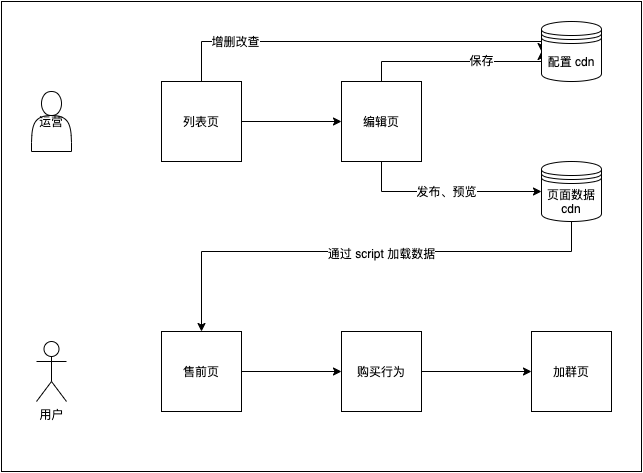 增删改查
保存
配置 cdn
运营
列表页
编辑页
发布、预览
页面数据
cdn
通过 script 加载数据
售前页
购买行为
加群页
用户